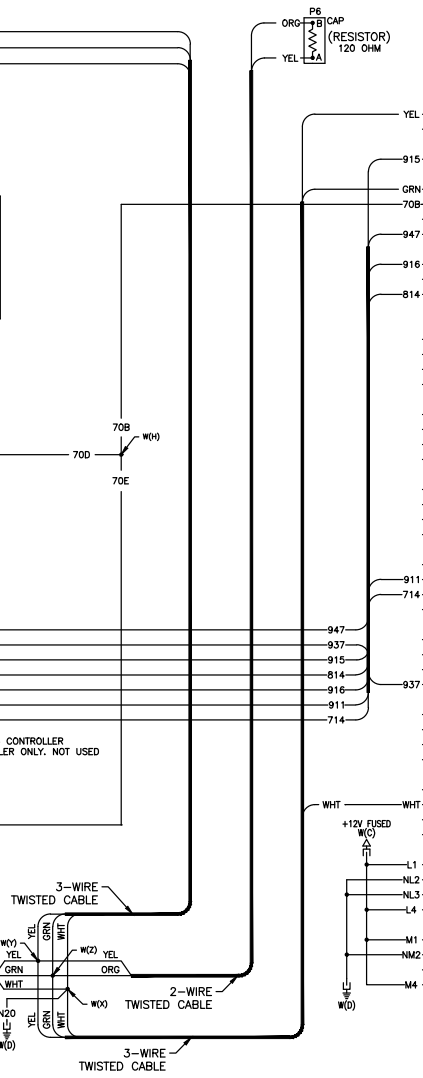 P6
ORG
B
CAP
(RESISTOR)
120 OHM
YEL
A
YEL
915
GRN
70B
947
916
814
70B
W(H)
70D
70E
911
714
947
937
915
814
937
916
911
714
CONTROLLER
LER ONLY. NOT USED
WHT
WHT
+12V FUSED
W(C)
L1
NL2
NL3
L4
M1
NM2
M4
W(D)
3-WIRE
TWISTED CABLE
YEL
GRN
WHT
W(Y)
W(Z)
YEL
YEL
GRN
ORG
WHT
W(X)
2-WIRE
TWISTED CABLE
N20
W(D)
YEL
GRN
WHT
3-WIRE
TWISTED CABLE